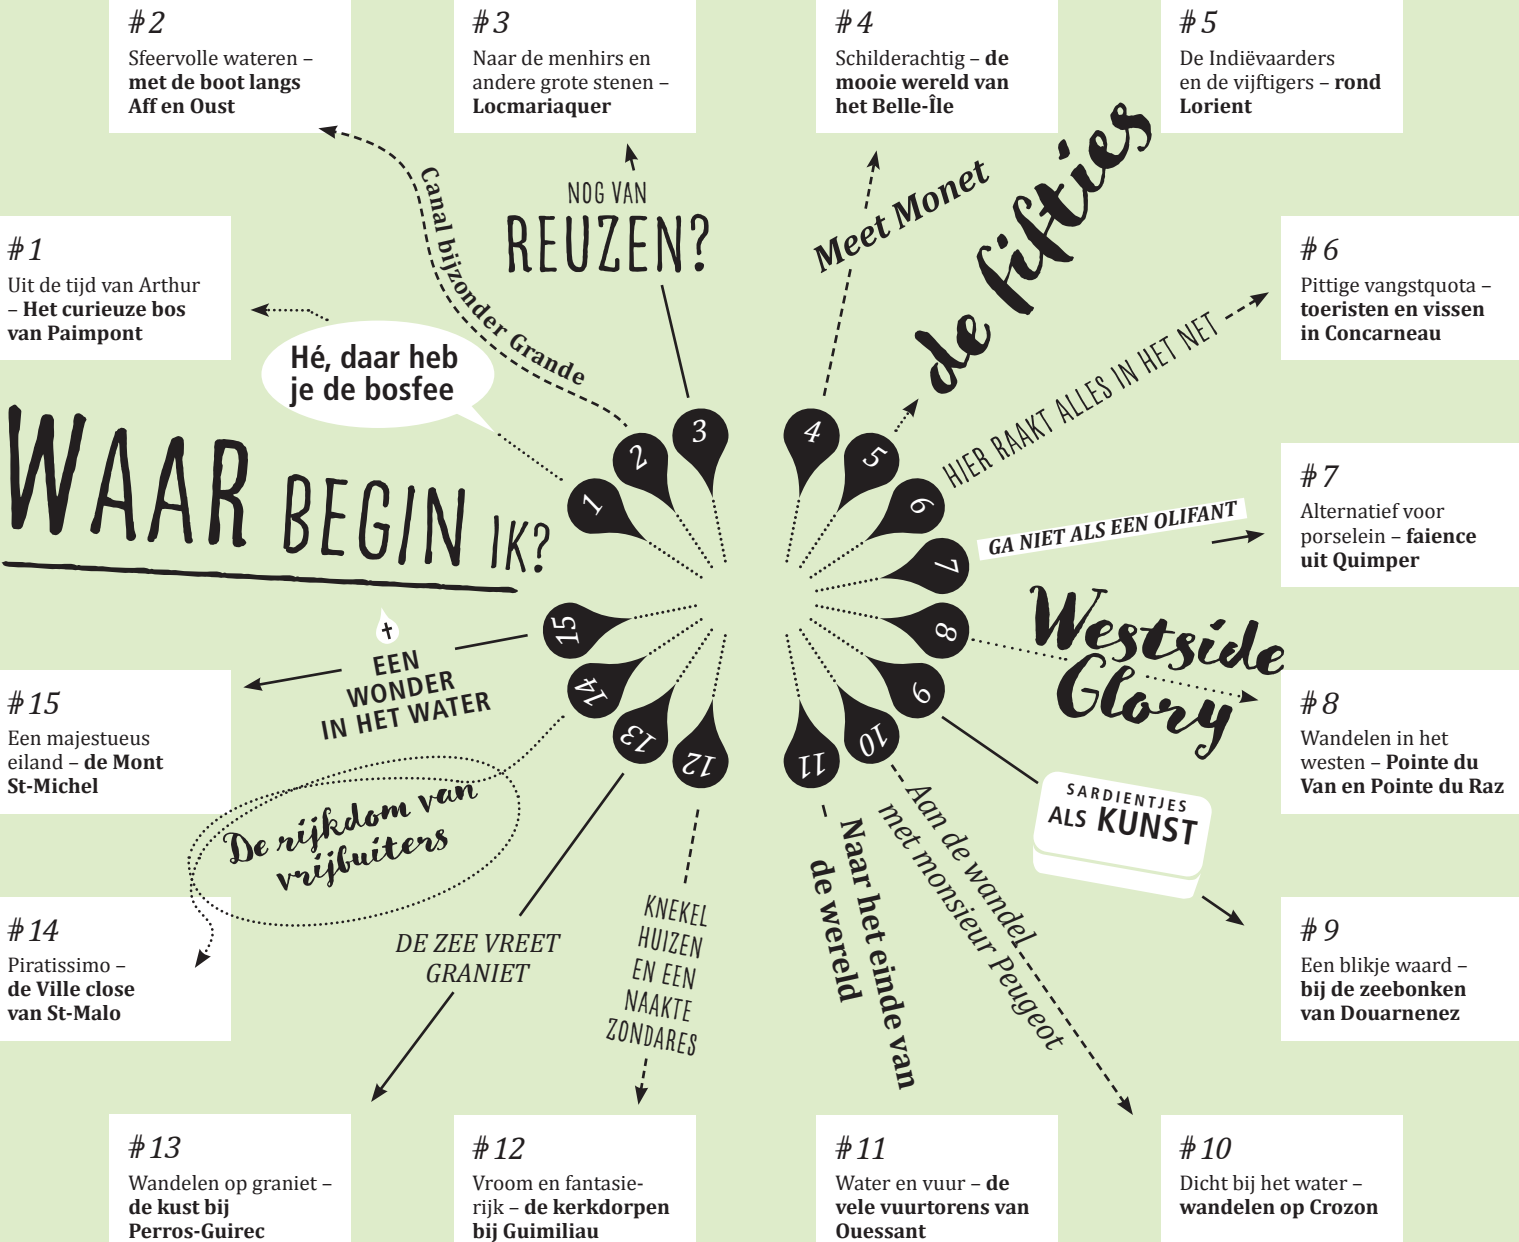 #2
Sfeervolle wateren –
met de boot langs
Aff en Oust
#3
Naar de menhirs en
andere grote stenen –
Locmariaquer
#4
Schilderachtig – de
mooie wereld van
het Belle-Île
#5
De Indiëvaarders
en de vijftigers – rond
Lorient
#1
Uit de tijd van Arthur
– Het curieuze bos
van Paimpont
Canal bijzonder Grande
NOG VAN
REUZEN?
Meet Monet
de fifties
#6
Pittige vangstquota –
toeristen en vissen
in Concarneau
Hé, daar heb
je de bosfee
HIER RAAKT ALLES IN HET NET
WAAR BEGIN IK?
1
2
3
4
5
6
7
8
9
10
11
12
13
14
15
GA NIET ALS EEN OLIFANT
#7
Alternatief voor
porselein – faience
uit Quimper
Westside
Glory
#8
Wandelen in het
westen – Pointe du
Van en Pointe du Raz
EEN
WONDER
IN HET WATER
#15
Een majestueus
eiland – de Mont
St-Michel
De rijkdom van
vrijbuiters
SARDIENTJES
ALS KUNST
#14
Piratissimo –
de Ville close
van St-Malo
DE ZEE VREET
GRANIET
KNEKEL
HUIZEN
EN EEN
NAAKTE
ZONDARES
Naar het einde van
de wereld
Aan de wandel
met monsieur Peugeot
#9
Een blikje waard –
bij de zeebonken
van Douarnenez
#13
Wandelen op graniet –
de kust bij
Perros-Guirec
#12
Vroom en fantasie-
rijk – de kerkdorpen
bij Guimiliau
#11
Water en vuur – de
vele vuurtorens van
Ouessant
#10
Dicht bij het water –
wandelen op Crozon